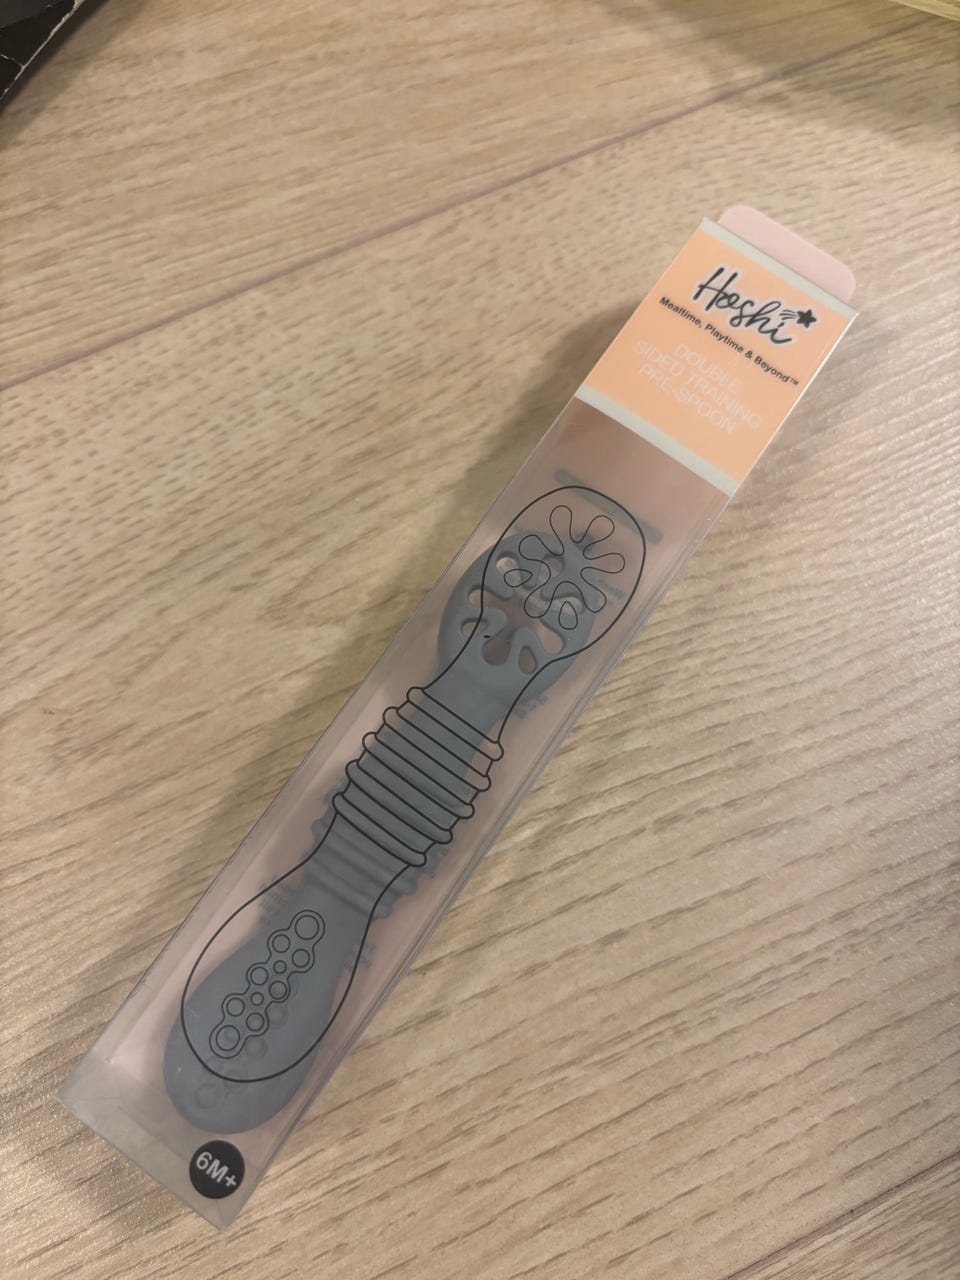 Hoshi
Mealtime, Playtime & Beyond™
DOUBLE
SIDED TRAINING
PRE-SPOON
6M+